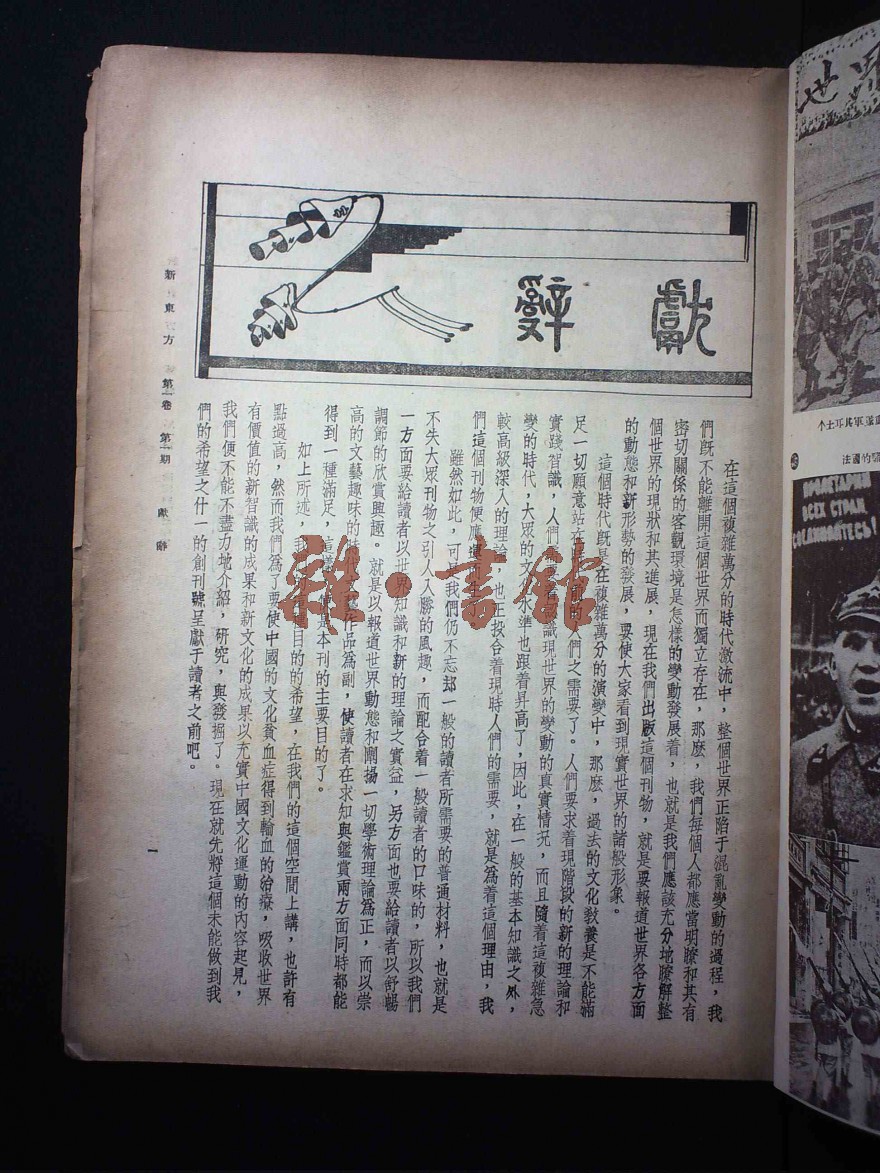 獻辭
在這個複雜萬分的時代激流中，整個世界正陷于混亂變動的過程，我
們旣不能離開這個世界而獨立存在，那麽，我們每個人都應當明瞭和其有
密切關係的客觀環境是怎樣的變動發展着，也就是我們應該充分地瞭解整
個世界的現狀和其進展，現在我們出版這個刊物，就是要報道世界各方面
的動態和新形勢的發展，要使大家看到現實世界的諸般形象。
這個時代旣是在複雜萬分的演變中，那麽，過去的文化敎養是不能滿
足一切願意站在 的人們之需要了。人們要求着現階段的新的理論和
實踐智識，人們 識現世界的變動的眞實情況，而且隨着這複雜急
變的時代，大眾的文 水準也跟着昇高了，因此，在一般的基本知識之外，
較高級深入的理論 也正投合着現時人們的需要，就是爲着這個理由，我
們這個刊物便應
雖然如此，可是我們仍不忘却一般的讀者所需要的普通材料，也就是
不失大眾刊物之引人入勝的風趣，而配合着一般讀者的口味的，所以我們
一方面要給讀者以世界知識和新的理論之實益，另方面也要給讀者以舒暢
調節的欣賞興趣。就是以報道世界動態和闡揚一切學術理論爲正，而以崇
高的文藝趣味的 作品爲副，使讀者在求知與鑑賞兩方面同時都能
得到一種滿足，這 本刊的主要目的了。
如上所述，我 目的的希望，在我們的這個空間上講，也許有
點過高，然而我們爲了要使中國的文化貧血症得到輸血的治療，吸收世界
有價值的新智識的成果和新文化的成果以充實中國文化運動的內容起見，
我們便不能不盡力地介紹，研究，與發掘了。現在就先將這個未能做到我
們的希望之什一的創刊號呈獻于讀者之前吧。
新東方 第一卷 第一期 獻辭
一
雜·書館
世界
法國的
ПРОЛЕТАРИИ
ВСЕХ СТРАН,
СОЕДИНЯЙТЕСЬ!